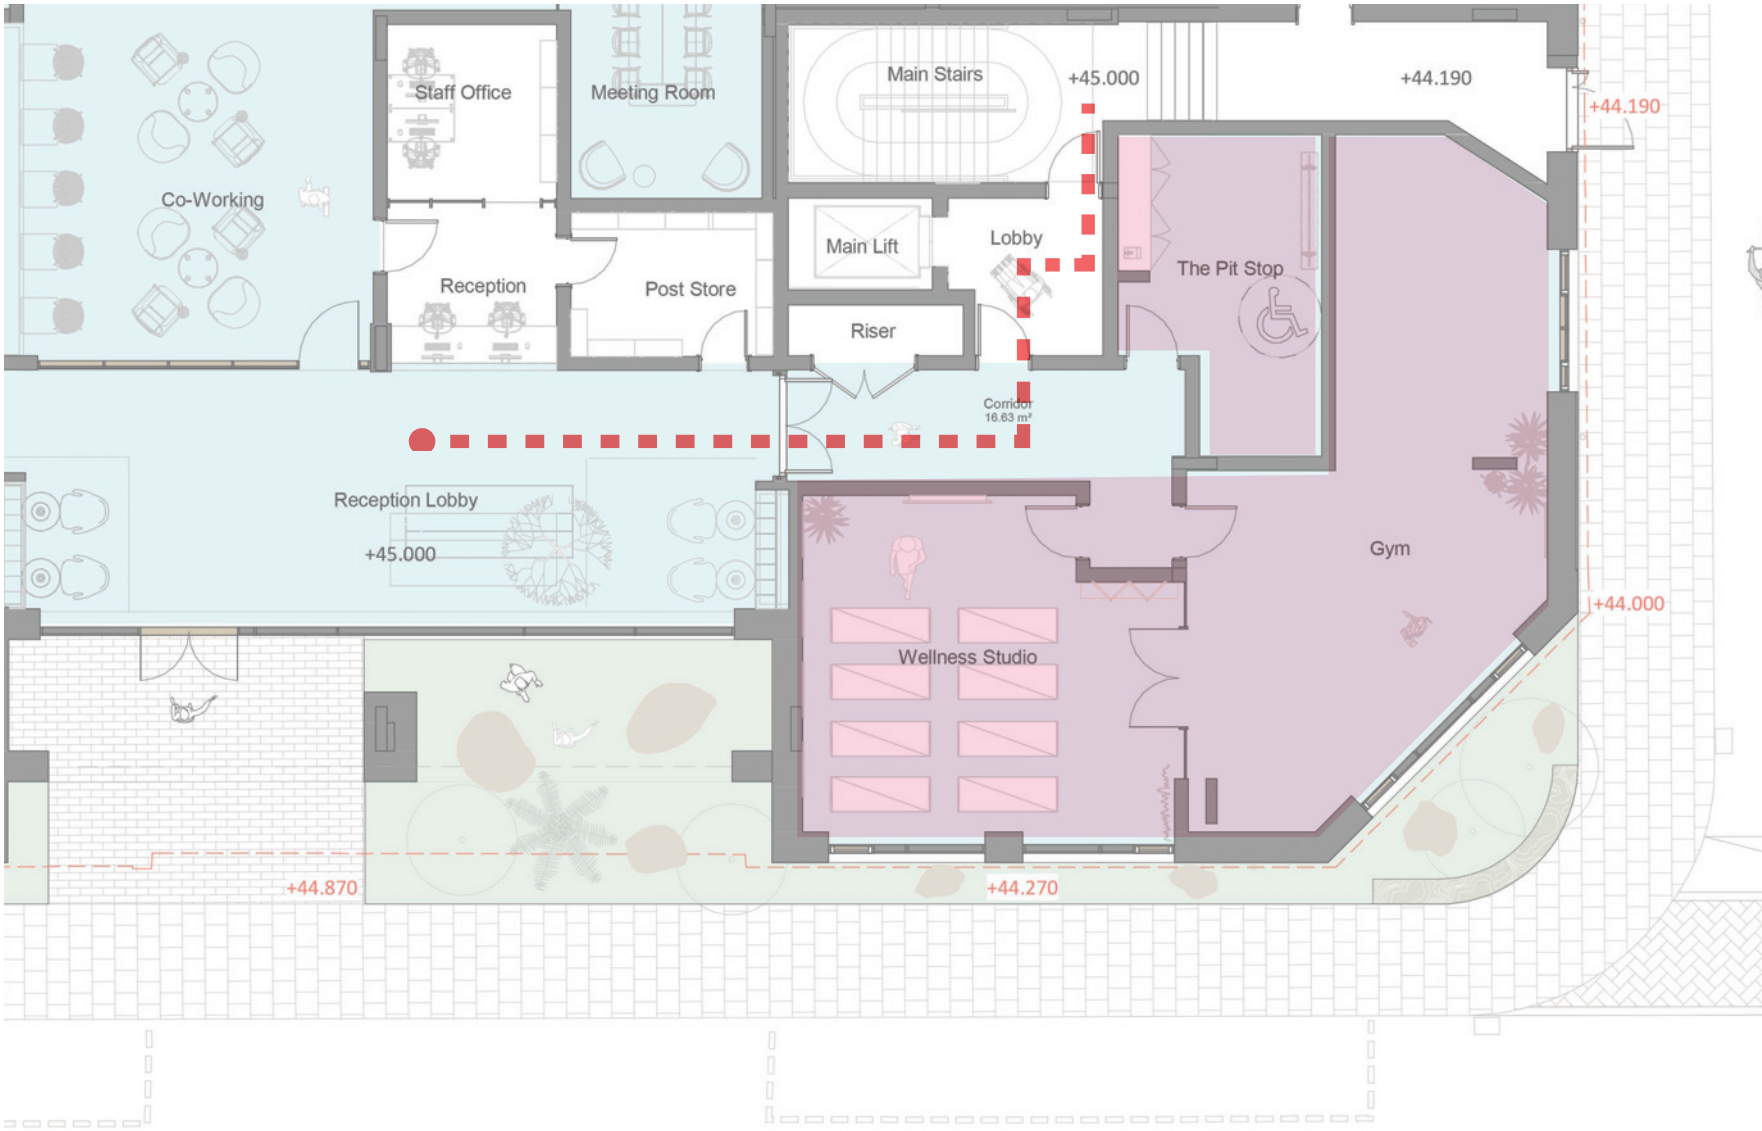 Main Stairs
+45.000
+44.190
+44.190
Staff Office
Meeting Room
Co-Working
Lobby
Main Lift
The Pit Stop
Reception
Post Store
Riser
Corridor
16.63 m²
Reception Lobby
+45.000
Gym
+44.000
Wellness Studio
+44.870
+44.270